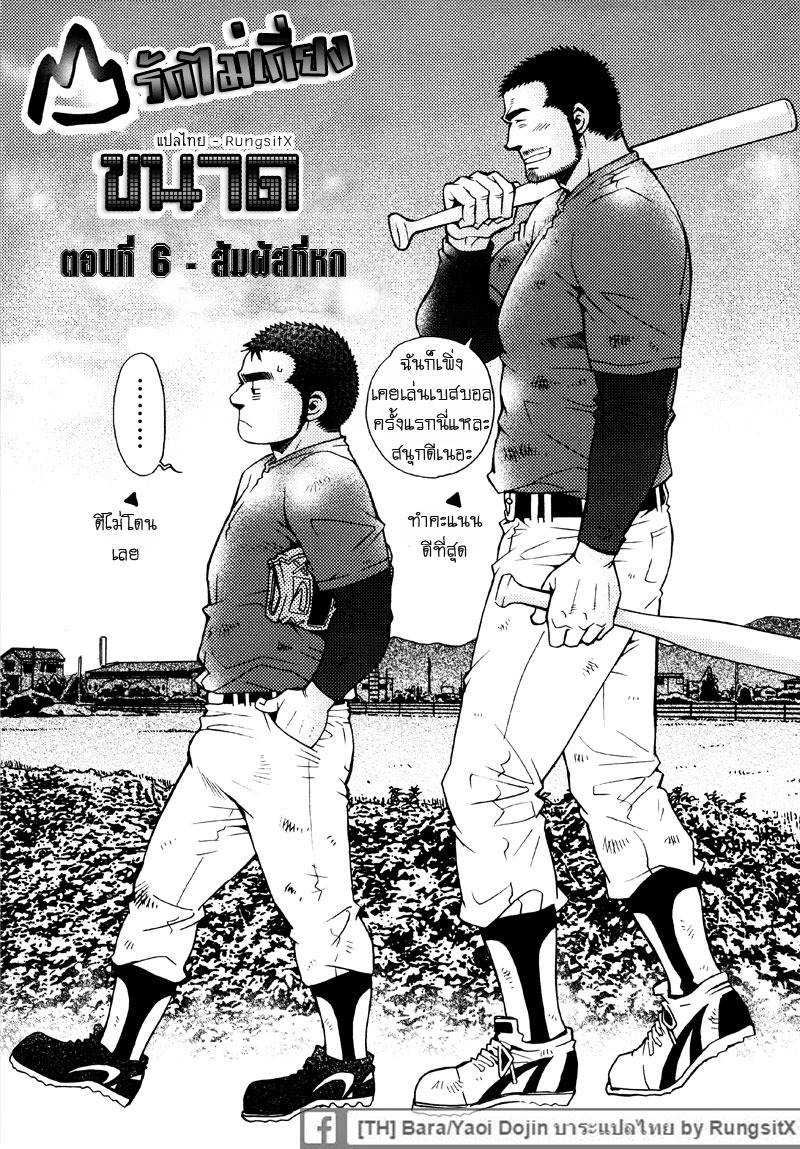 รักไม่เกี่ยง
แปลไทย - RungsitX
ขนาด
ตอนที่ 6 - สัมผัสที่หก
ฉันก็เพิ่ง
เคยเล่นเบสบอล
ครั้งแรกนี่แหละ
สนุกดีเนอะ
ทำคะแนน
ดีที่สุด
………
ตีไม่โดน
เลย
[TH] Bara/Yaoi Dojin บาระแปลไทย by RungsitX